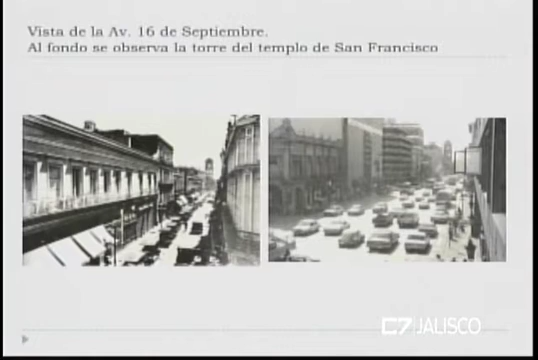 Vista de la Av. 16 de Septiembre.
Al fondo se observa la torre del templo de San Francisco
C7 JALISCO